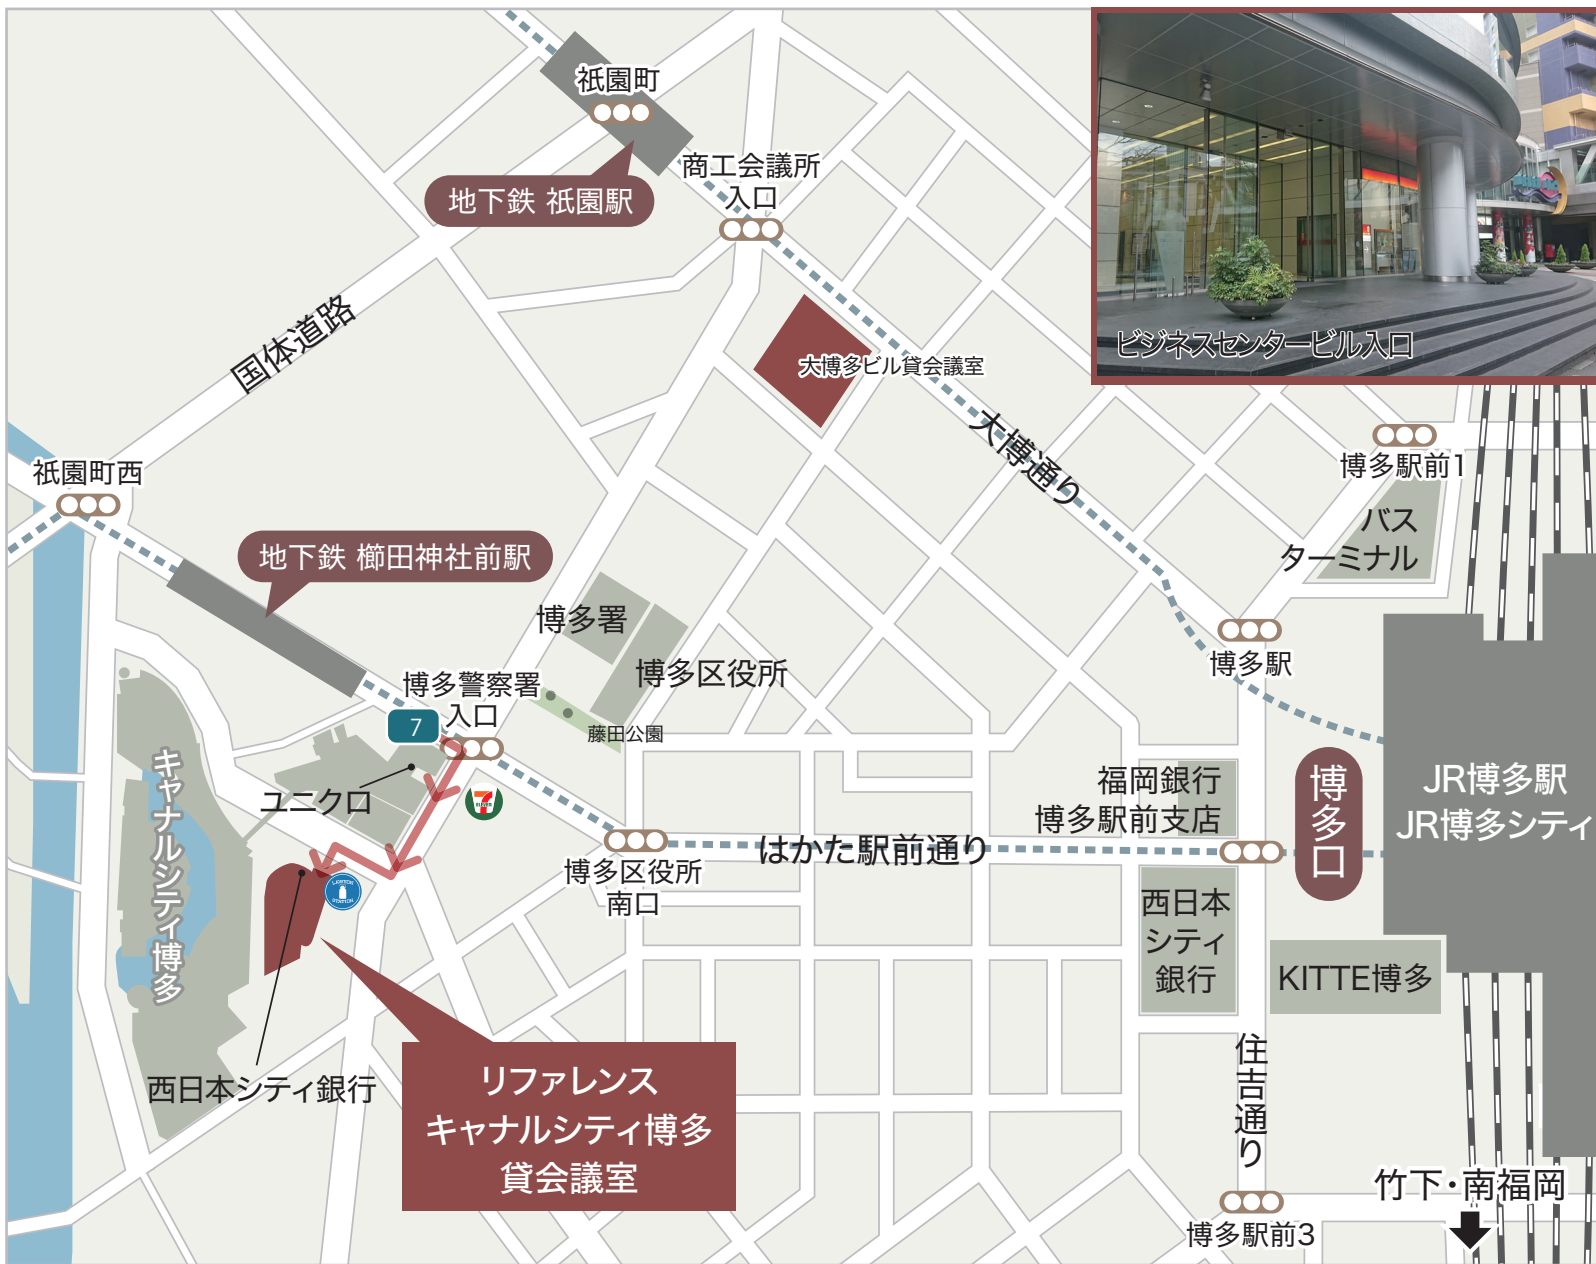 祇園町
地下鉄 祇園駅
商工会議所
入口
国体道路
大博多ビル貸会議室
ビジネスセンタービル入口
大博通り
博多駅前1
バス
ターミナル
祇園町西
地下鉄 櫛田神社前駅
博多署
博多区役所
藤田公園
博多駅
博多警察署
入口
7
ユニクロ
7
ELEVEN
キャナルシティ博多
LAWSON
STATION
博多区役所
南口
はかた駅前通り
福岡銀行
博多駅前支店
博多口
JR博多駅
JR博多シティ
西日本
シティ
銀行
KITTE博多
西日本シティ銀行
リファレンス
キャナルシティ博多
貸会議室
住吉通り
竹下・南福岡
博多駅前3